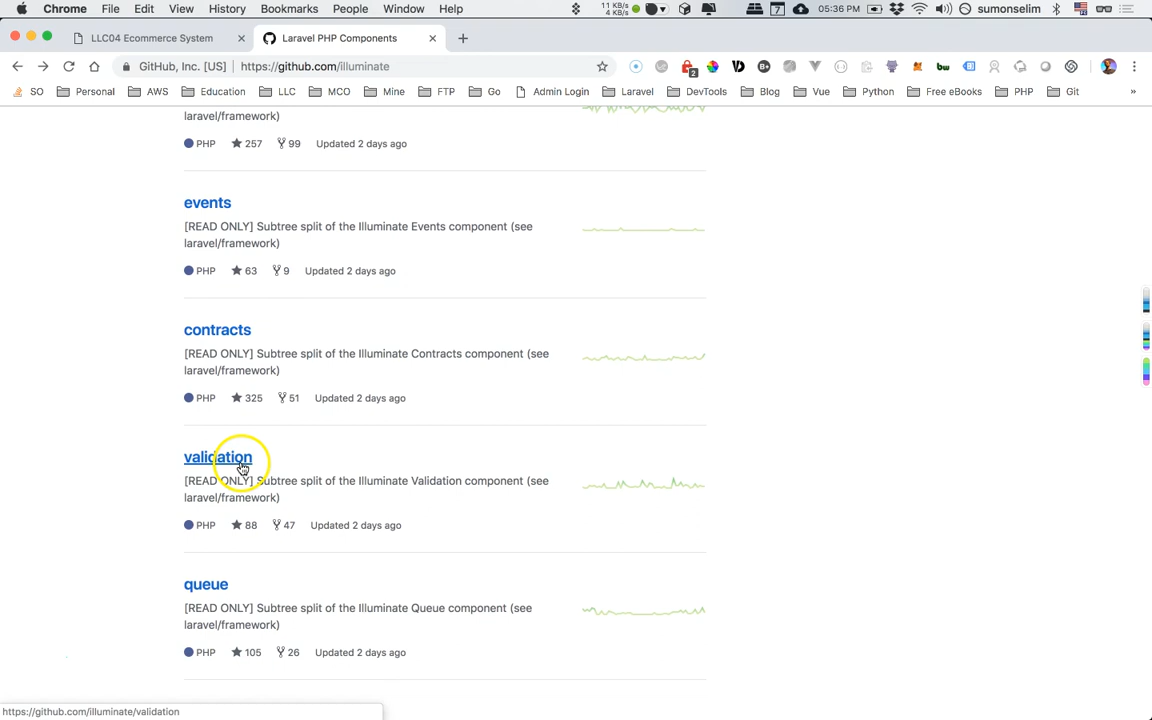 Chrome File Edit View History Bookmarks People Window Help 11 KB/s 4 KB/s 7 05:36 PM sumonselim
LLC04 Ecommerce System Laravel PHP Components
GitHub, Inc. [US] https://github.com/illuminate 2
SO Personal AWS Education LLC MCO Mine FTP Go Admin Login Laravel DevTools Blog Vue Python Free eBooks PHP Git »
laravel/framework)
PHP 257 99 Updated 2 days ago
events
[READ ONLY] Subtree split of the Illuminate Events component (see
laravel/framework)
PHP 63 9 Updated 2 days ago
contracts
[READ ONLY] Subtree split of the Illuminate Contracts component (see
laravel/framework)
PHP 325 51 Updated 2 days ago
validation
[READ ONLY] Subtree split of the Illuminate Validation component (see
laravel/framework)
PHP 88 47 Updated 2 days ago
queue
[READ ONLY] Subtree split of the Illuminate Queue component (see
laravel/framework)
PHP 105 26 Updated 2 days ago
https://github.com/illuminate/validation